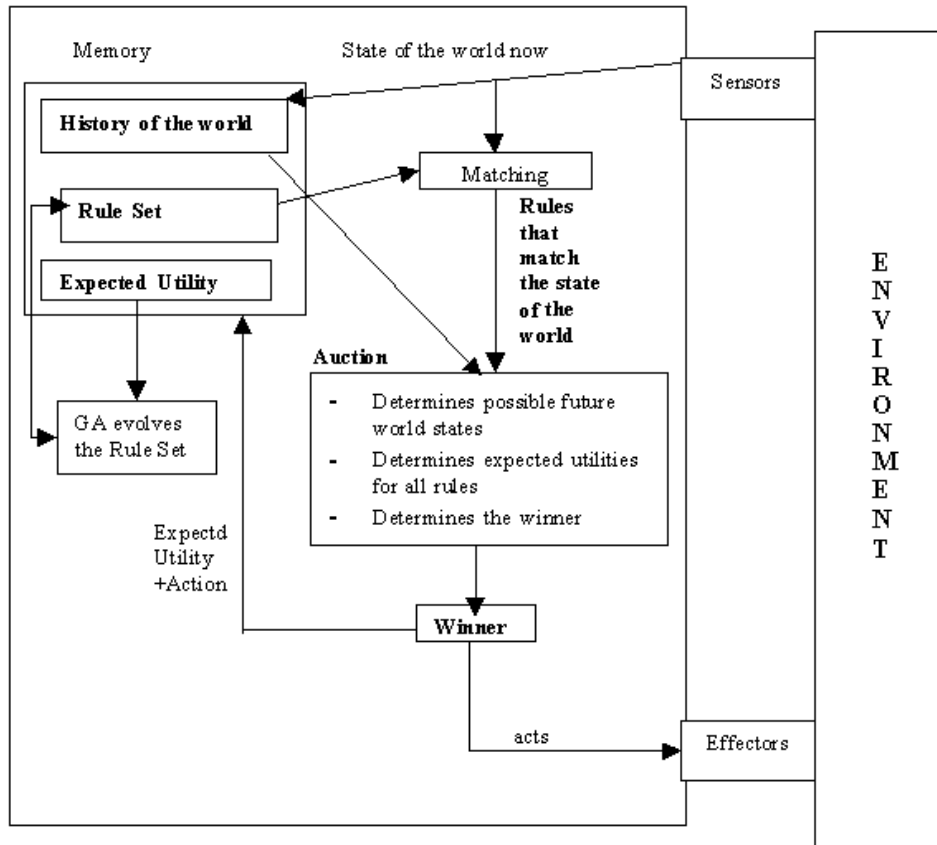 Memory
State of the world now
Sensors
History of the world
Matching
Rule Set
Rules
that
match
the state
of the
world
Expected Utility
Auction
- Determines possible future
world states
- Determines expected utilities
for all rules
- Determines the winner
GA evolves
the Rule Set
Expectd
Utility
+Action
Winner
acts
Effectors
E
N
V
I
R
O
N
M
E
N
T